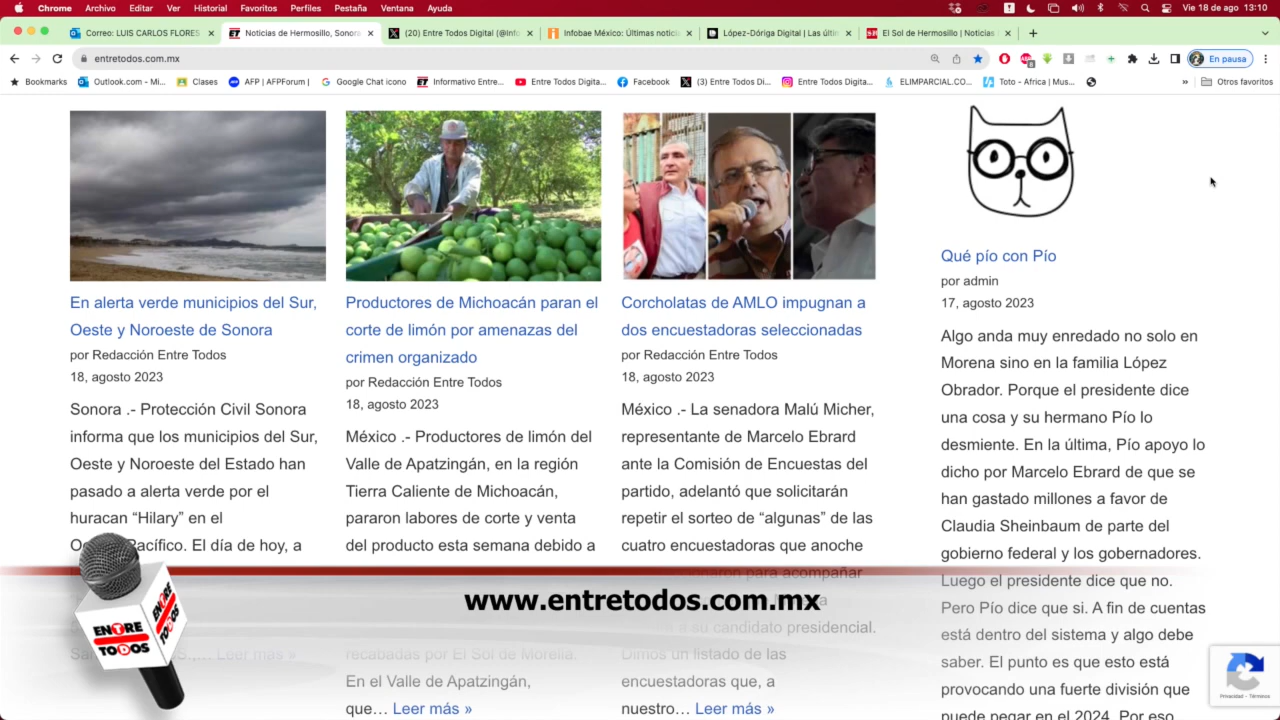 Chrome Archivo Editar Ver Historial Favoritos Perfiles Pestaña Ventana Ayuda
Vie 18 de ago 13:10
Correo: LUIS CARLOS FLORES
Noticias de Hermosillo, Sonora
(20) Entre Todos Digital (@info
Infobae México: Últimas notici
López-Dóriga Digital | Las últin
El Sol de Hermosillo | Noticias
entretodos.com.mx
En pausa
Bookmarks
Outlook.com - Mi...
Clases
AFP | AFPForum |
Google Chat icono
Informativo Entre...
Entre Todos Digita...
Facebook
(3) Entre Todos Di...
Entre Todos Digita...
ELIMPARCIAL.CO...
Toto - Africa | Mus...
»
Otros favoritos
En alerta verde municipios del Sur,
Oeste y Noroeste de Sonora
por Redacción Entre Todos
18, agosto 2023
Sonora .- Protección Civil Sonora
informa que los municipios del Sur,
Oeste y Noroeste del Estado han
pasado a alerta verde por el
huracan “Hilary” en el
Pacífico. El día de hoy, a
Leer más »
Productores de Michoacán paran el
corte de limón por amenazas del
crimen organizado
por Redacción Entre Todos
18, agosto 2023
México .- Productores de limón del
Valle de Apatzingán, en la región
Tierra Caliente de Michoacán,
pararon labores de corte y venta
del producto esta semana debido a
recabadas por El Sol de Morelia.
En el Valle de Apatzingán,
que… Leer más »
Corcholatas de AMLO impugnan a
dos encuestadoras seleccionadas
por Redacción Entre Todos
18, agosto 2023
México .- La senadora Malú Micher,
representante de Marcelo Ebrard
ante la Comisión de Encuestas del
partido, adelantó que solicitarán
repetir el sorteo de “algunas” de las
cuatro encuestadoras que anoche
para acompañar
a su candidato presidencial.
Dimos un listado de las
encuestadoras que, a
nuestro… Leer más »
Qué pío con Pío
por admin
17, agosto 2023
Algo anda muy enredado no solo en
Morena sino en la familia López
Obrador. Porque el presidente dice
una cosa y su hermano Pío lo
desmiente. En la última, Pío apoyo lo
dicho por Marcelo Ebrard de que se
han gastado millones a favor de
Claudia Sheinbaum de parte del
gobierno federal y los gobernadores.
Luego el presidente dice que no.
Pero Pío dice que si. A fin de cuentas
está dentro del sistema y algo debe
saber. El punto es que esto está
provocando una fuerte división que
puede pegar en el 2024. Por eso
www.entretodos.com.mx
ENTRE
TODOS
ENTRE
TODOS
Privacidad - Términos